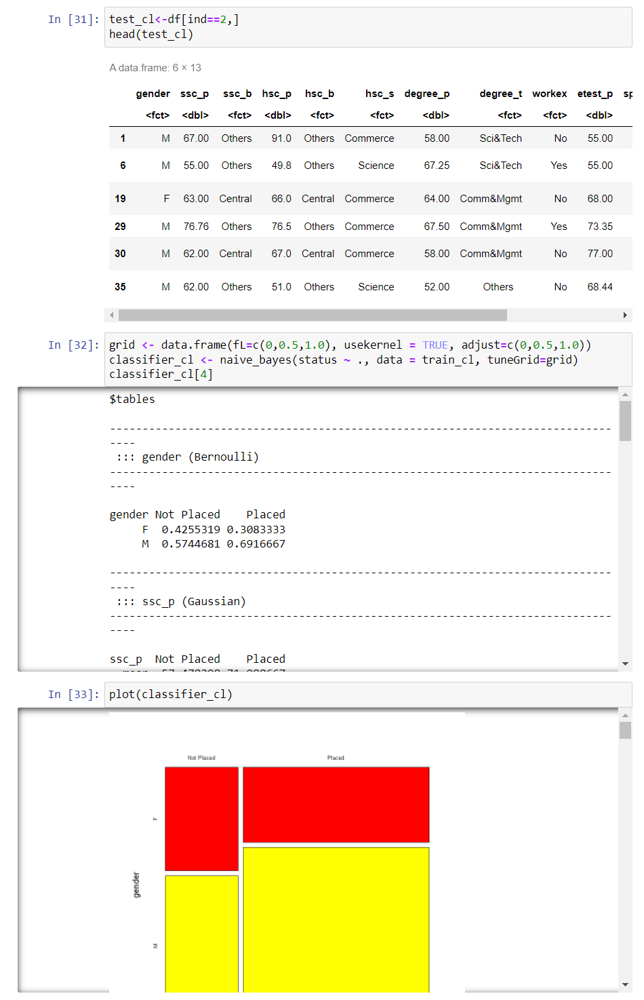 In [31]: test_cl<-df[ind==2,]
head(test_cl)
A data.frame: 6 × 13
gender ssc_p ssc_b hsc_p hsc_b hsc_s degree_p degree_t workex etest_p sp
<fct> <dbl> <fct> <dbl> <fct> <fct> <dbl> <fct> <fct> <dbl>
1 M 67.00 Others 91.0 Others Commerce 58.00 Sci&Tech No 55.00
6 M 55.00 Others 49.8 Others Science 67.25 Sci&Tech Yes 55.00
19 F 63.00 Central 66.0 Central Commerce 64.00 Comm&Mgmt No 68.00
29 M 76.76 Others 76.5 Others Commerce 67.50 Comm&Mgmt Yes 73.35
30 M 62.00 Central 67.0 Central Commerce 58.00 Comm&Mgmt No 77.00
35 M 62.00 Others 51.0 Others Science 52.00 Others No 68.44
In [32]: grid <- data.frame(fL=c(0,0.5,1.0), usekernel = TRUE, adjust=c(0,0.5,1.0))
classifier_cl <- naive_bayes(status ~ ., data = train_cl, tuneGrid=grid)
classifier_cl[4]
$tables
-----------------------------------------------------------------------------
----
::: gender (Bernoulli)
-----------------------------------------------------------------------------
----
gender Not Placed Placed
F 0.4255319 0.3083333
M 0.5744681 0.6916667
-----------------------------------------------------------------------------
----
::: ssc_p (Gaussian)
-----------------------------------------------------------------------------
----
ssc_p Not Placed Placed
In [33]: plot(classifier_cl)
Not Placed Placed
F
gender
M